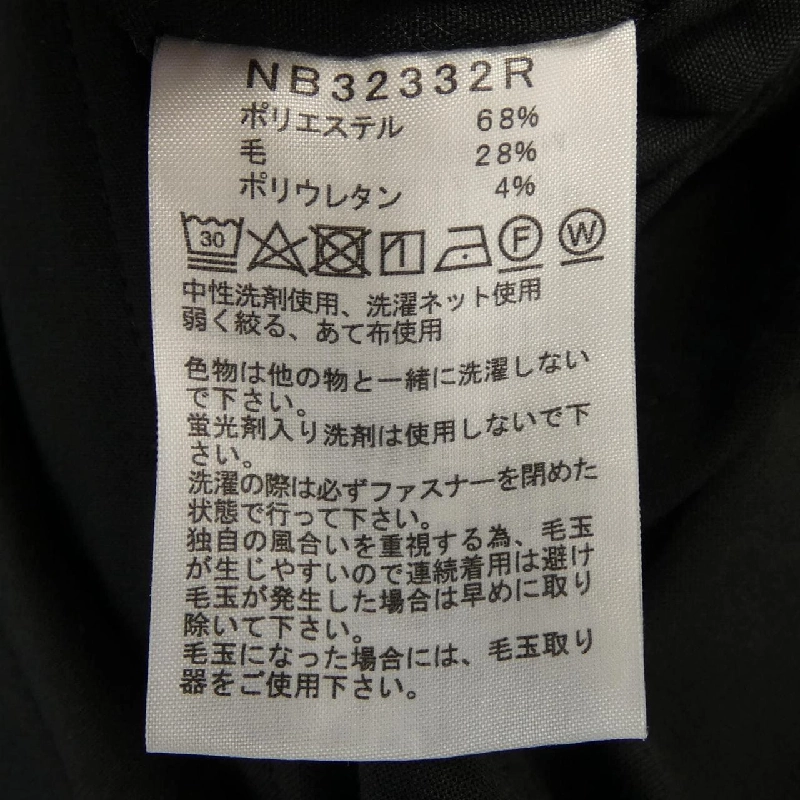 NB32332R
ポリエステル 68%
毛 28%
ポリウレタン 4%
30 F W
中性洗剤使用、洗濯ネット使用
弱く絞る、あて布使用
色物は他の物と一緒に洗濯しない
で下さい。
蛍光剤入り洗剤は使用しないで下
さい。
洗濯の際は必ずファスナーを閉めた
状態で行って下さい。
独自の風合いを重視する為、毛玉
が生じやすいので連続着用は避け
毛玉が発生した場合は早めに取り
除いて下さい。
毛玉になった場合には、毛玉取り
器をご使用下さい。